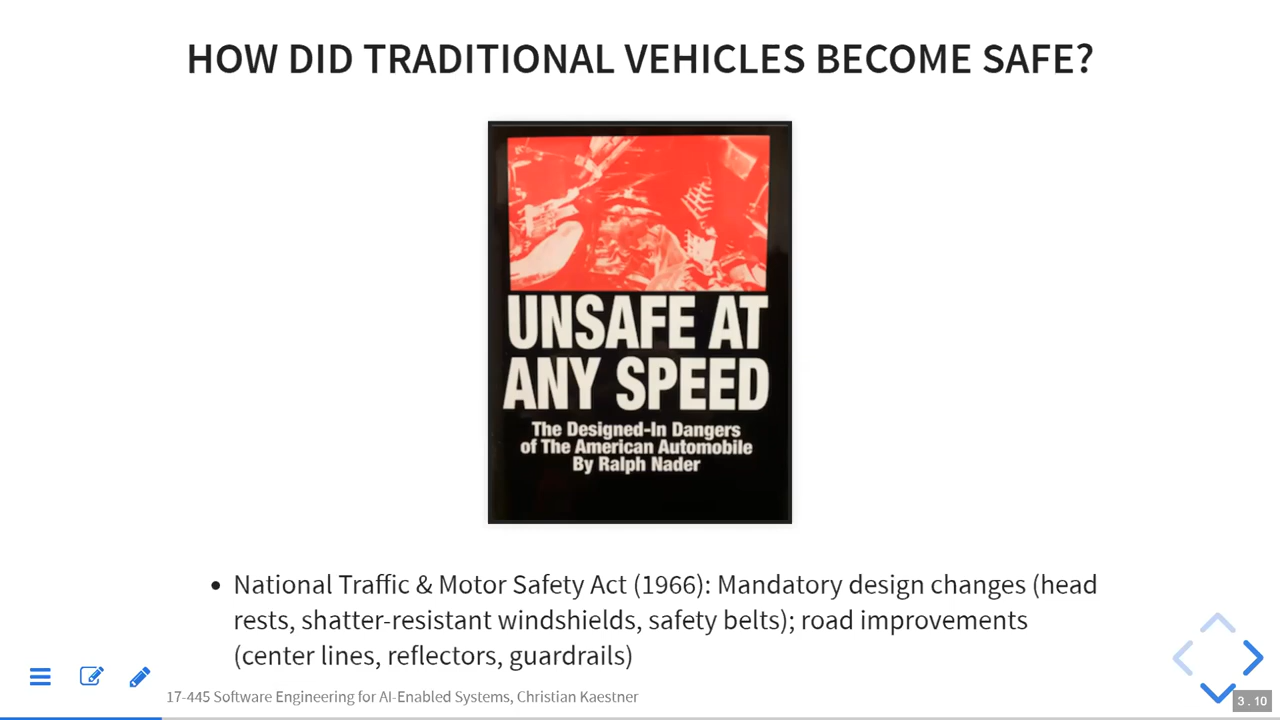 HOW DID TRADITIONAL VEHICLES BECOME SAFE?
UNSAFE AT
ANY SPEED
The Designed-In Dangers
of The American Automobile
By Ralph Nader
• National Traffic & Motor Safety Act (1966): Mandatory design changes (head
rests, shatter-resistant windshields, safety belts); road improvements
(center lines, reflectors, guardrails)
17-445 Software Engineering for AI-Enabled Systems, Christian Kaestner
3 . 10